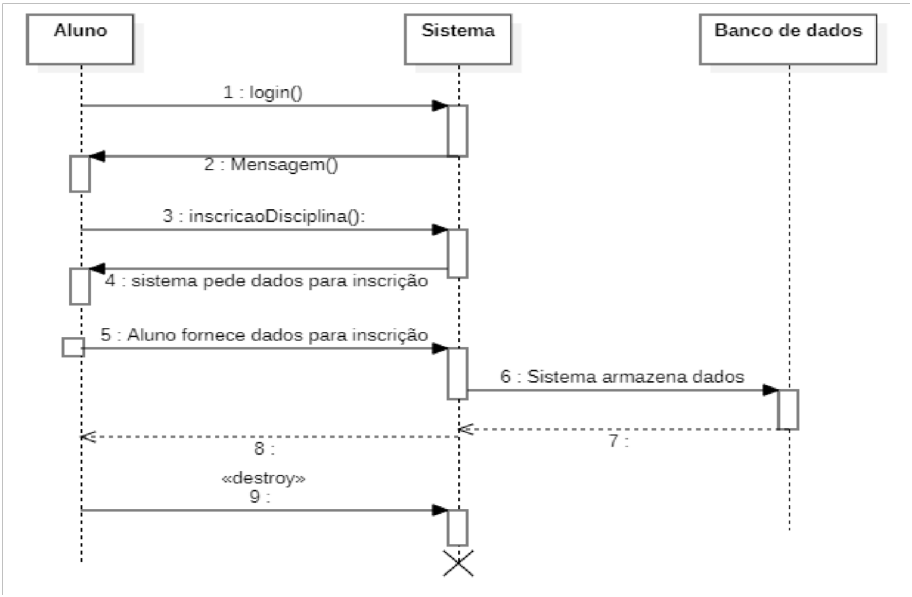 Aluno
Sistema
Banco de dados
1 : login()
2 : Mensagem()
3 : inscricaoDisciplina():
4 : sistema pede dados para inscrição
5 : Aluno fornece dados para inscrição
6 : Sistema armazena dados
7 :
8 :
«destroy»
9 :